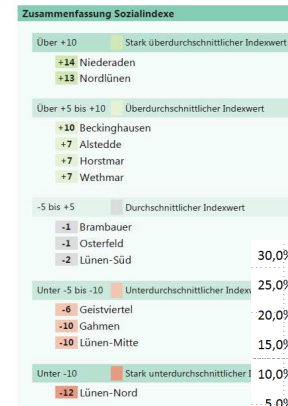 Zusammenfassung Sozialindexe
Über +10 Stark überdurchschnittlicher Indexwert
+14 Niederaden
+13 Nordlünen
Über +5 bis +10 Überdurchschnittlicher Indexwert
+10 Beckinghausen
+7 Alstedde
+7 Horstmar
+7 Wethmar
-5 bis +5 Durchschnittlicher Indexwert
-1 Brambauer
-1 Osterfeld
-2 Lünen-Süd
30,0%
Unter -5 bis -10 Unterdurchschnittlicher
25,0%
-6 Geistviertel
-10 Gahmen
20,0%
-10 Lünen-Mitte
15,0%
Unter -10 Stark unterdurchschnittlicher
10,0%
-12 Lünen-Nord
5,0%